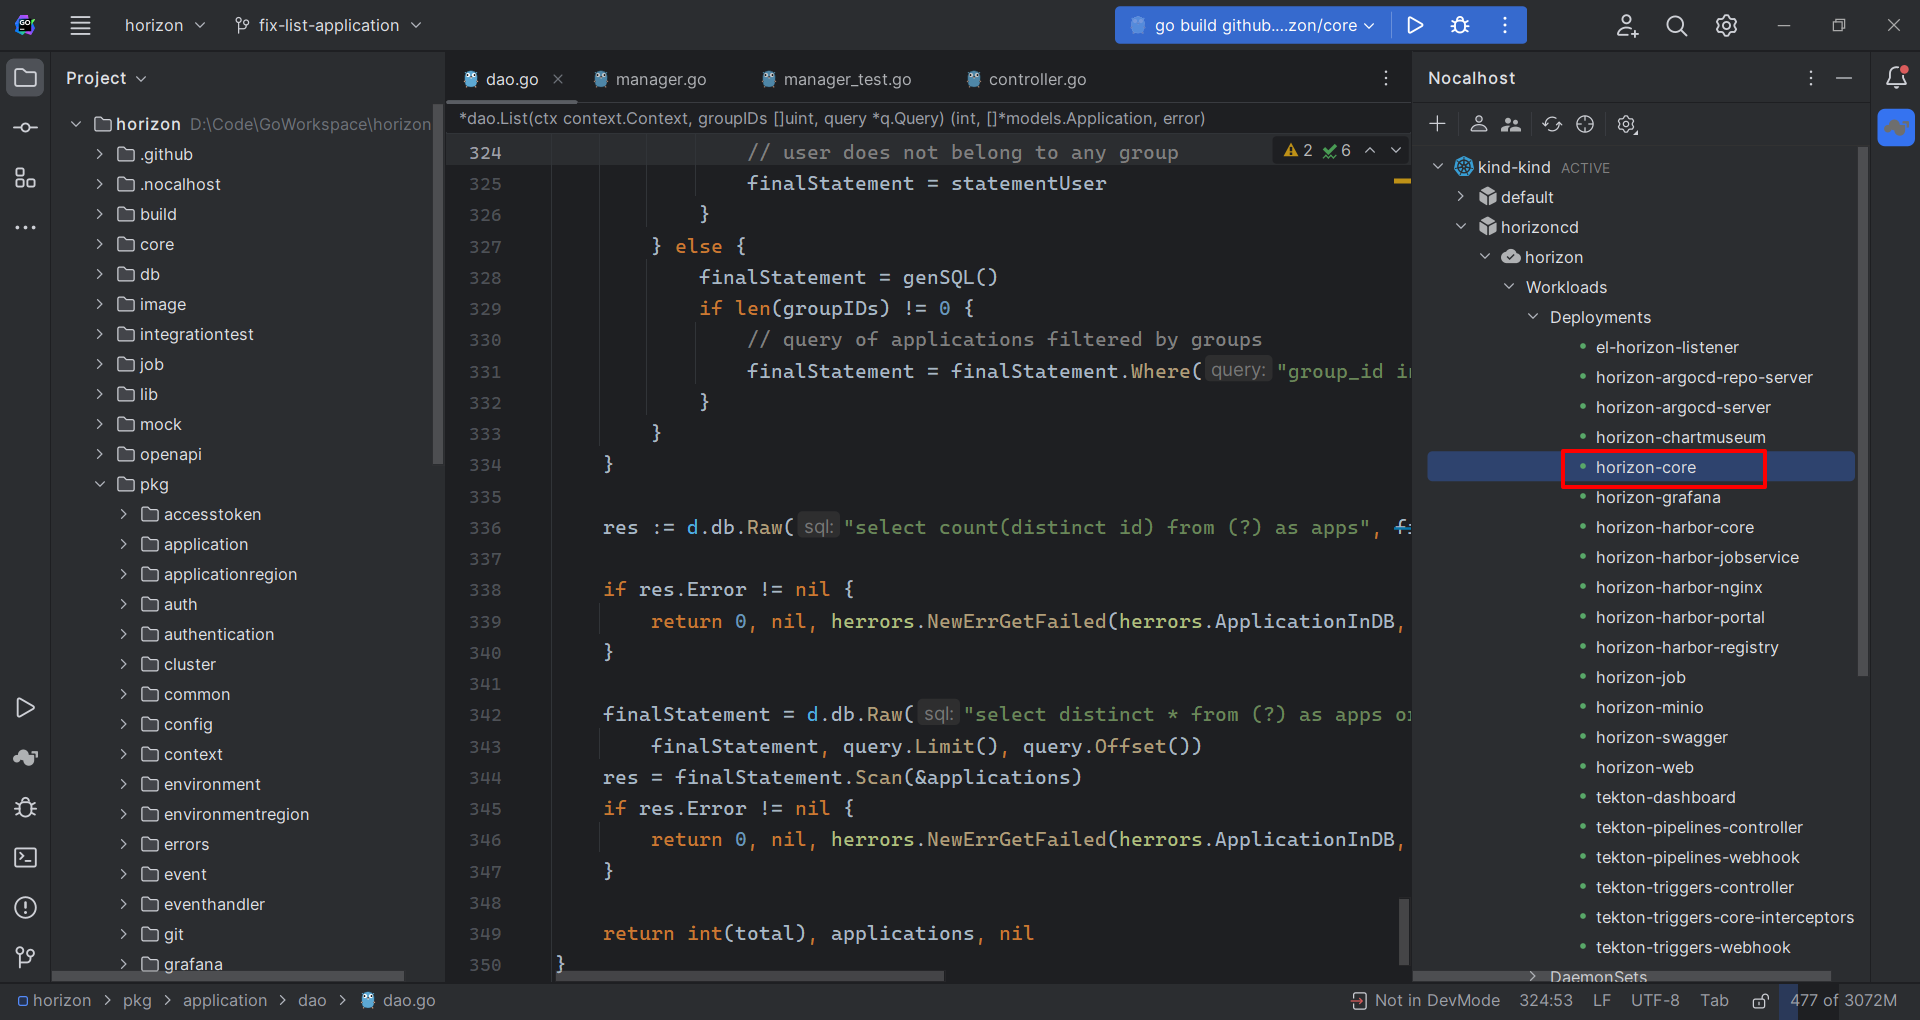 GO
horizon
fix-list-application
go build github....zon/core
Project
horizon D:\Code\GoWorkspace\horizon
.github
.nocalhost
build
core
db
image
integrationtest
job
lib
mock
openapi
pkg
accesstoken
application
applicationregion
auth
authentication
cluster
common
config
context
environment
environmentregion
errors
event
eventhandler
git
grafana
dao.go
manager.go
manager_test.go
controller.go
*dao.List(ctx context.Context, groupIDs []uint, query *q.Query) (int, []*models.Application, error)
2 6
324 // user does not belong to any group
325 finalStatement = statementUser
326 }
327 } else {
328 finalStatement = genSQL()
329 if len(groupIDs) != 0 {
330 // query of applications filtered by groups
331 finalStatement = finalStatement.Where( query: "group_id in
332 }
333 }
334 }
335
336 res := d.db.Raw( sql: "select count(distinct id) from (?) as apps", fi
337
338 if res.Error != nil {
339 return 0, nil, herrors.NewErrGetFailed(herrors.ApplicationInDB,
340 }
341
342 finalStatement = d.db.Raw( sql: "select distinct * from (?) as apps or
343 finalStatement, query.Limit(), query.Offset())
344 res = finalStatement.Scan(&applications)
345 if res.Error != nil {
346 return 0, nil, herrors.NewErrGetFailed(herrors.ApplicationInDB,
347 }
348
349 return int(total), applications, nil
350 }
Nocalhost
kind-kind ACTIVE
default
horizoncd
horizon
Workloads
Deployments
el-horizon-listener
horizon-argocd-repo-server
horizon-argocd-server
horizon-chartmuseum
horizon-core
horizon-grafana
horizon-harbor-core
horizon-harbor-jobservice
horizon-harbor-nginx
horizon-harbor-portal
horizon-harbor-registry
horizon-job
horizon-minio
horizon-swagger
horizon-web
tekton-dashboard
tekton-pipelines-controller
tekton-pipelines-webhook
tekton-triggers-controller
tekton-triggers-core-interceptors
tekton-triggers-webhook
DaemonSets
horizon > pkg > application > dao > dao.go
Not in DevMode 324:53 LF UTF-8 Tab 477 of 3072M